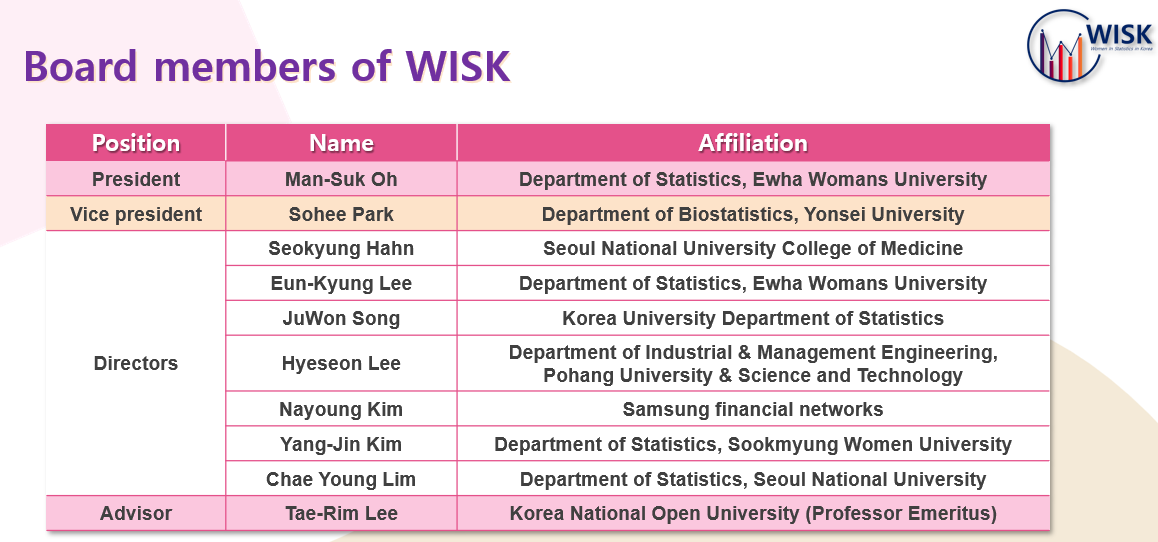 Board members of WISK
WISK
Women in Statistics in Korea
Position Name Affiliation
President Man-Suk Oh Department of Statistics, Ewha Womans University
Vice president Sohee Park Department of Biostatistics, Yonsei University
Directors
Seokyung Hahn Seoul National University College of Medicine
Eun-Kyung Lee Department of Statistics, Ewha Womans University
JuWon Song Korea University Department of Statistics
Hyeseon Lee Department of Industrial & Management Engineering,
Pohang University & Science and Technology
Nayoung Kim Samsung financial networks
Yang-Jin Kim Department of Statistics, Sookmyung Women University
Chae Young Lim Department of Statistics, Seoul National University
Advisor Tae-Rim Lee Korea National Open University (Professor Emeritus)